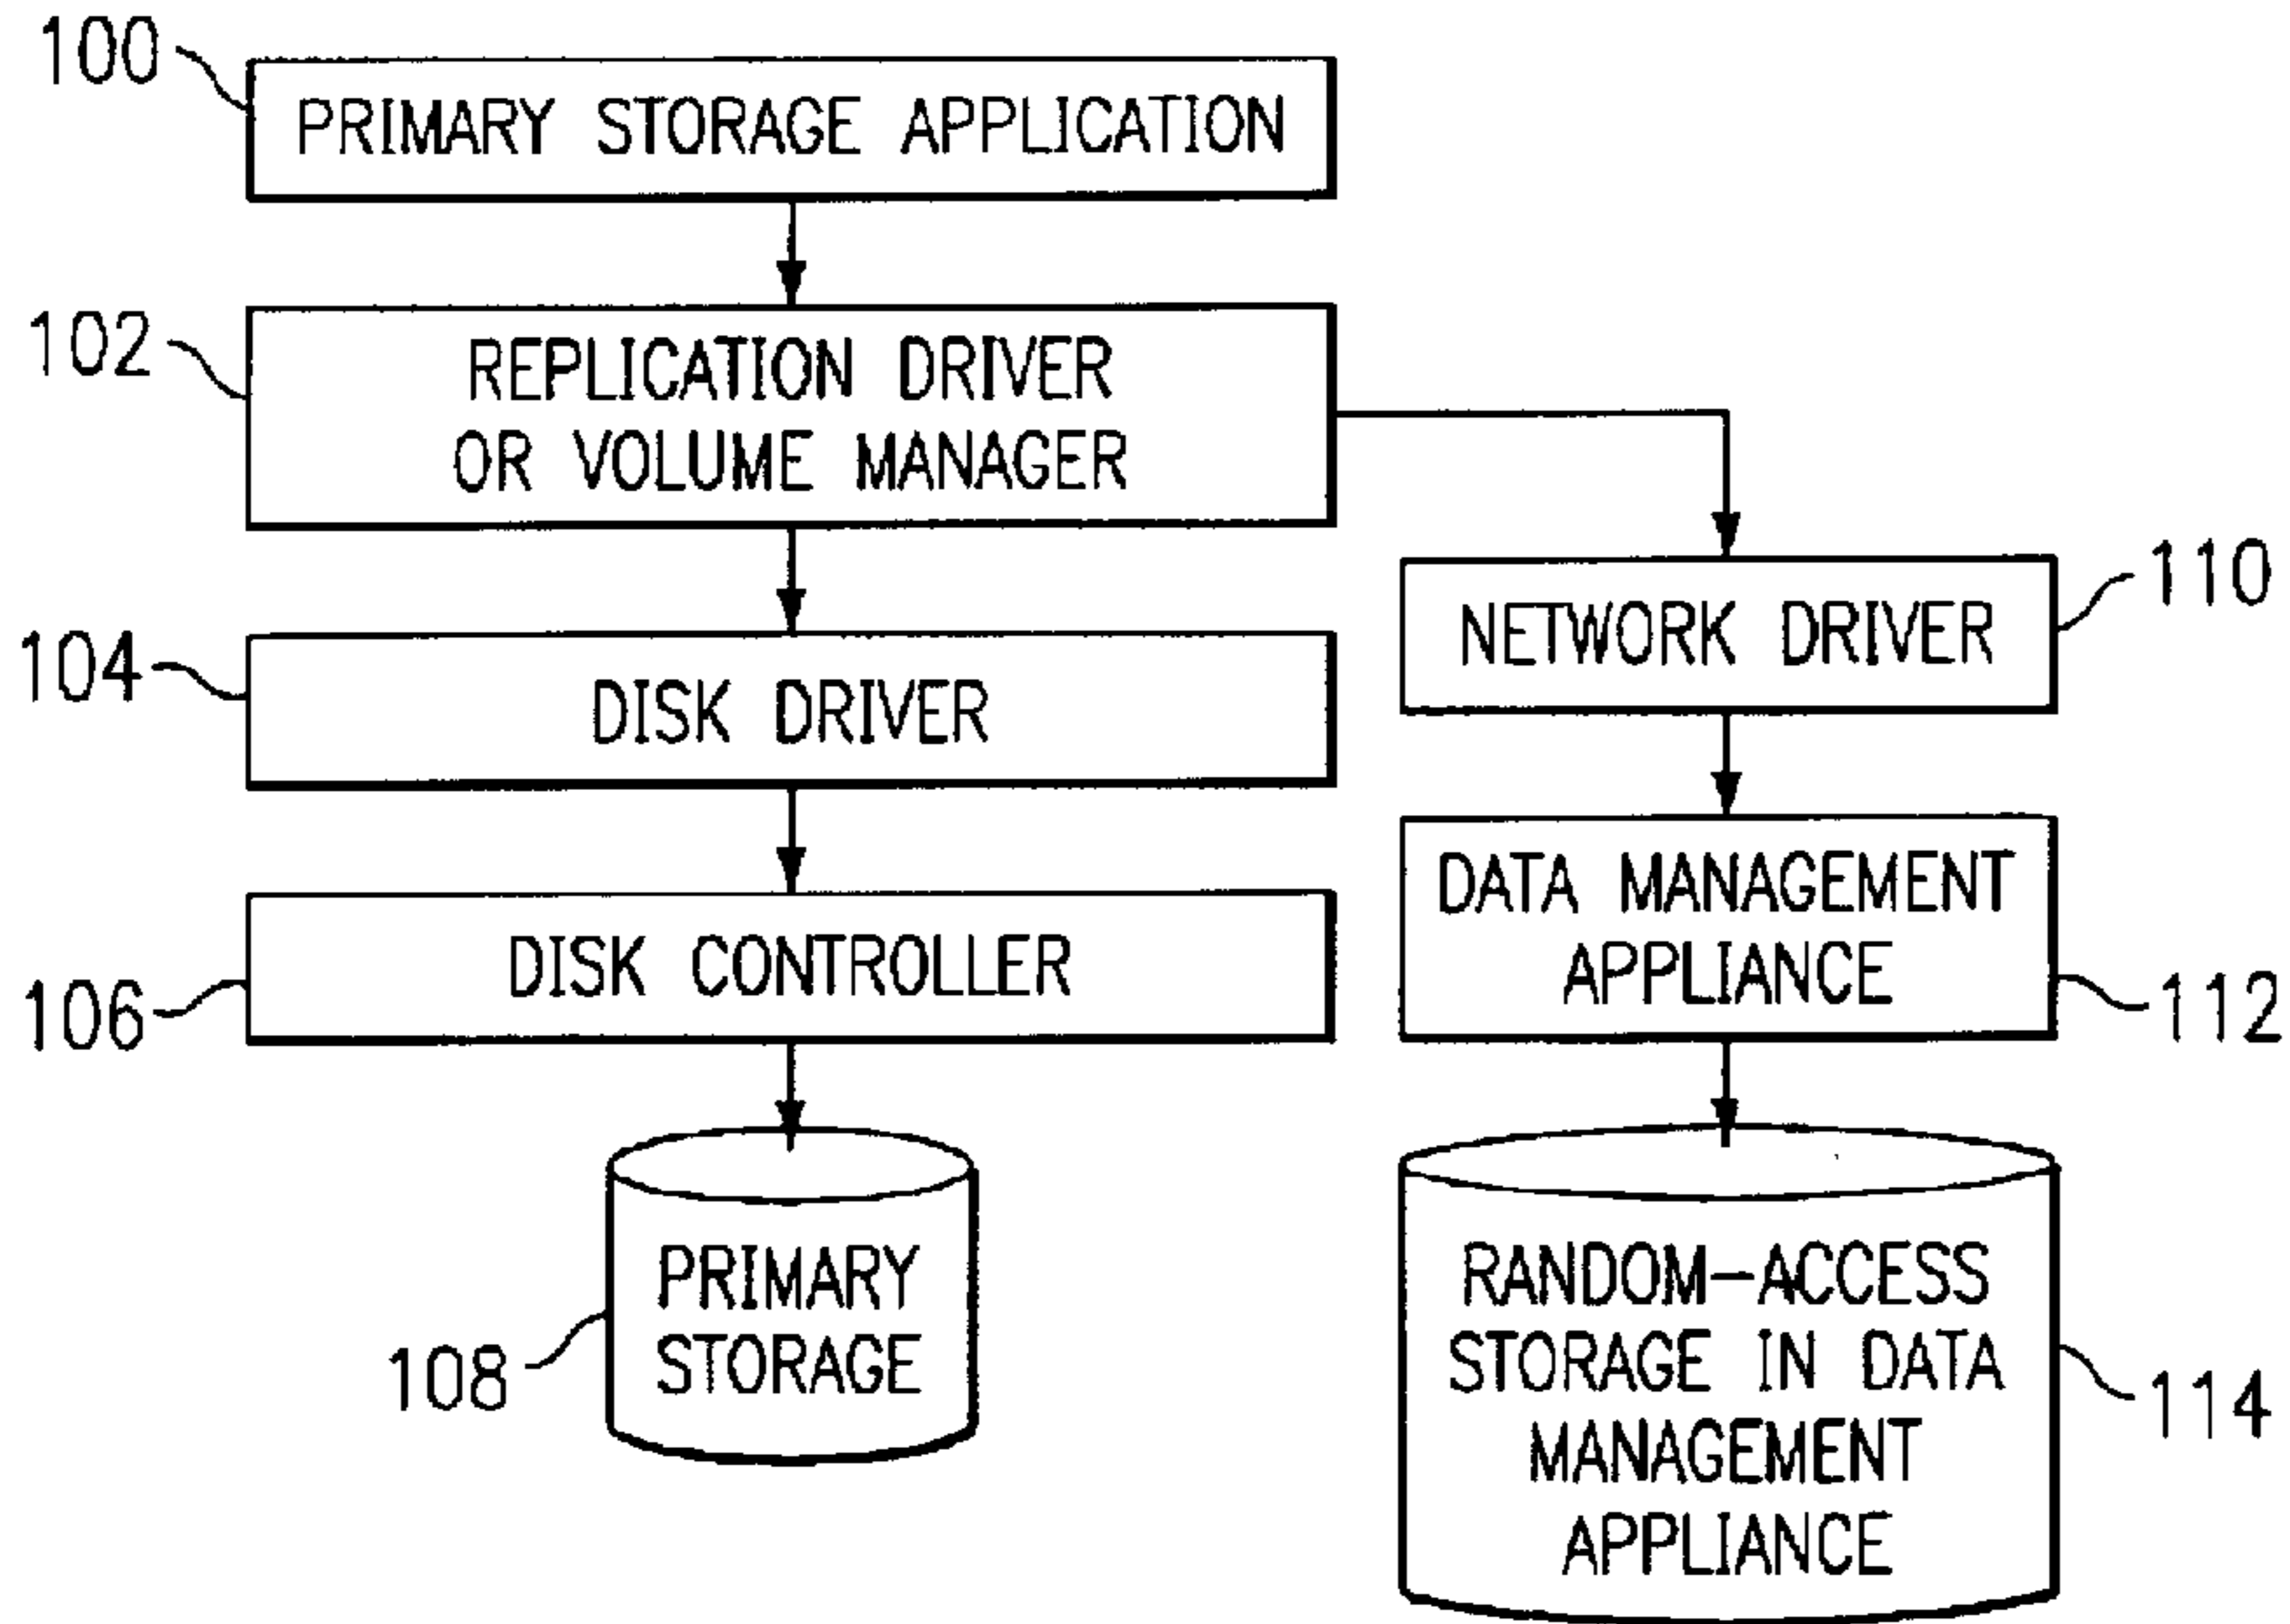 100
PRIMARY STORAGE APPLICATION
102
REPLICATION DRIVER
OR VOLUME MANAGER
104
DISK DRIVER
106
DISK CONTROLLER
108
PRIMARY
STORAGE
110
NETWORK DRIVER
112
DATA MANAGEMENT
APPLIANCE
114
RANDOM-ACCESS
STORAGE IN DATA
MANAGEMENT
APPLIANCE